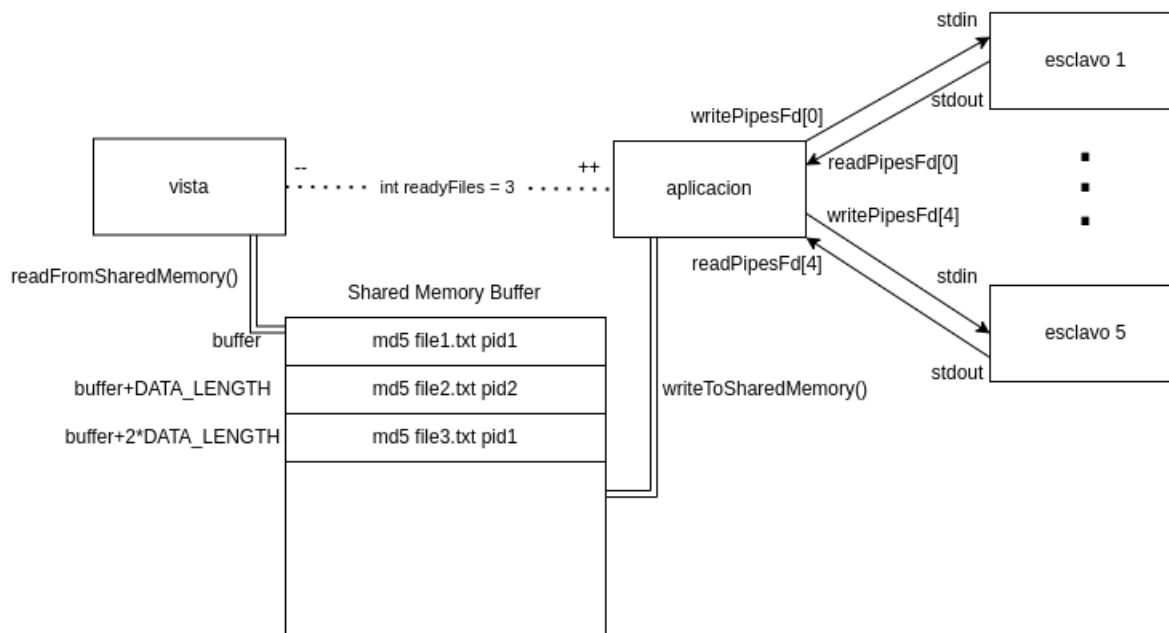 stdin
esclavo 1
stdout
writePipesFd[0]
readPipesFd[0]
vista
--
int readyFiles = 3
++
aplicacion
writePipesFd[4]
readPipesFd[4]
stdin
esclavo 5
stdout
readFromSharedMemory()
Shared Memory Buffer
buffer
md5 file1.txt pid1
buffer+DATA_LENGTH
md5 file2.txt pid2
writeToSharedMemory()
buffer+2*DATA_LENGTH
md5 file3.txt pid1